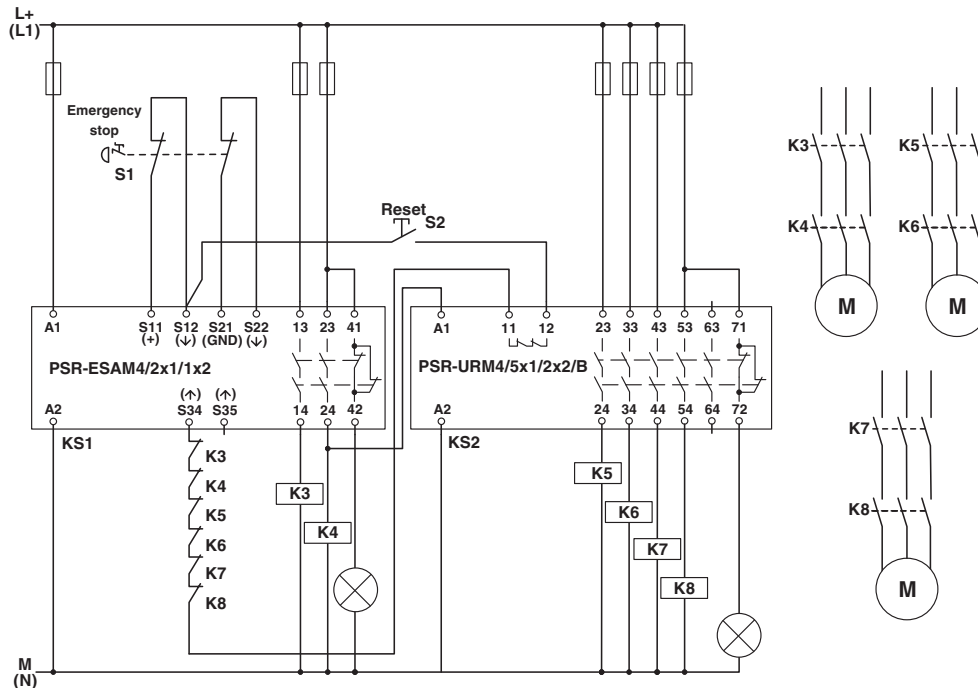 L+
(L1)
Emergency
stop
S1
Reset
S2
K3
K5
K4
K6
M
M
A1
S11
(+)
S12
(↓)
S21
(GND)
S22
(↓)
13
23
41
PSR-ESAM4/2x1/1x2
A2
(↑)
S34
(↑)
S35
14
24
42
KS1
A1
11
12
23
33
43
53
63
71
PSR-URM4/5x1/2x2/B
A2
24
34
44
54
64
72
KS2
K3
K4
K5
K6
K7
K8
K3
K4
K5
K6
K7
K8
K7
K8
M
M
(N)